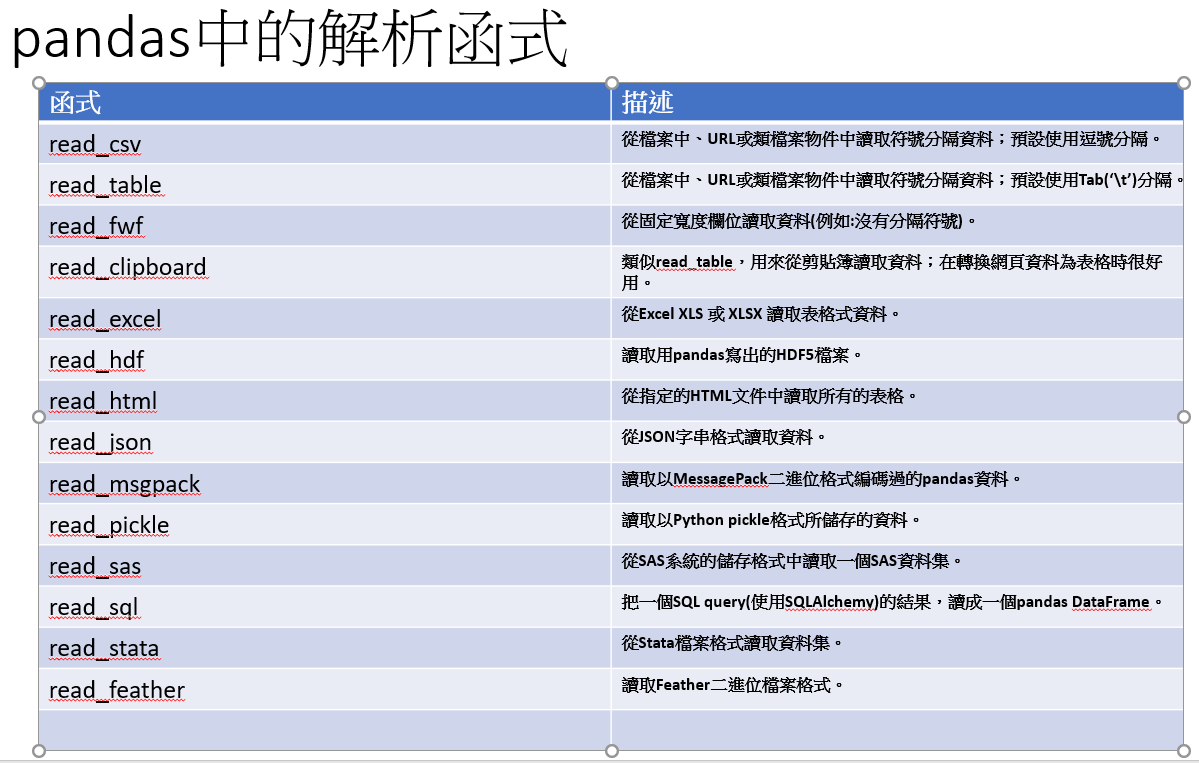 pandas中的解析函式
函式 描述
read_csv 從檔案中、URL或類檔案物件中讀取符號分隔資料；預設使用逗號分隔。
read_table 從檔案中、URL或類檔案物件中讀取符號分隔資料；預設使用Tab(‘\t’)分隔。
read_fwf 從固定寬度欄位讀取資料(例如:沒有分隔符號)。
read_clipboard 類似read_table，用來從剪貼簿讀取資料；在轉換網頁資料為表格時很好
用。
read_excel 從Excel XLS 或 XLSX 讀取表格式資料。
read_hdf 讀取用pandas寫出的HDF5檔案。
read_html 從指定的HTML文件中讀取所有的表格。
read_json 從JSON字串格式讀取資料。
read_msgpack 讀取以MessagePack二進位格式編碼過的pandas資料。
read_pickle 讀取以Python pickle格式所儲存的資料。
read_sas 從SAS系統的儲存格式中讀取一個SAS資料集。
read_sql 把一個SQL query(使用SQLAlchemy)的結果，讀成一個pandas DataFrame。
read_stata 從Stata檔案格式讀取資料集。
read_feather 讀取Feather二進位檔案格式。